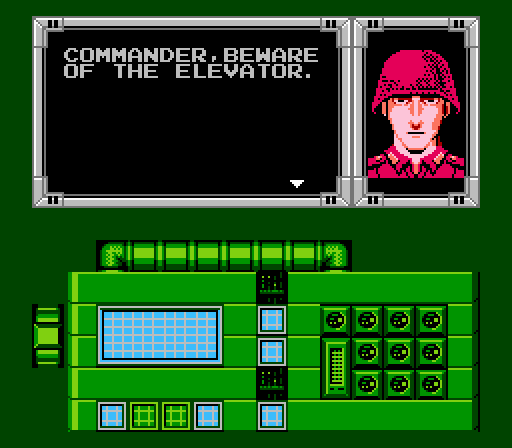 COMMANDER,BEWARE
OF THE ELEVATOR.